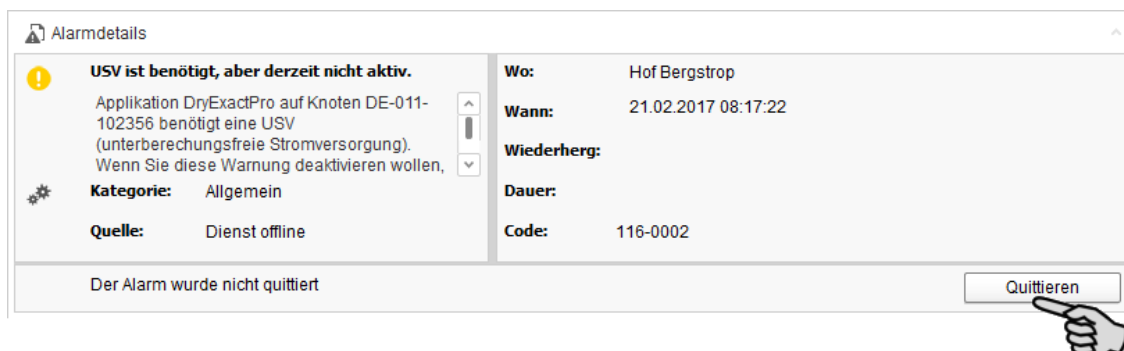 Alarmdetails
USV ist benötigt, aber derzeit nicht aktiv.
Applikation DryExactPro auf Knoten DE-011-
102356 benötigt eine USV
(unterberechungsfreie Stromversorgung).
Wenn Sie diese Warnung deaktivieren wollen,
Kategorie: Allgemein
Quelle: Dienst offline
Wo: Hof Bergstrop
Wann: 21.02.2017 08:17:22
Wiederherg:
Dauer:
Code: 116-0002
Der Alarm wurde nicht quittiert
Quittieren